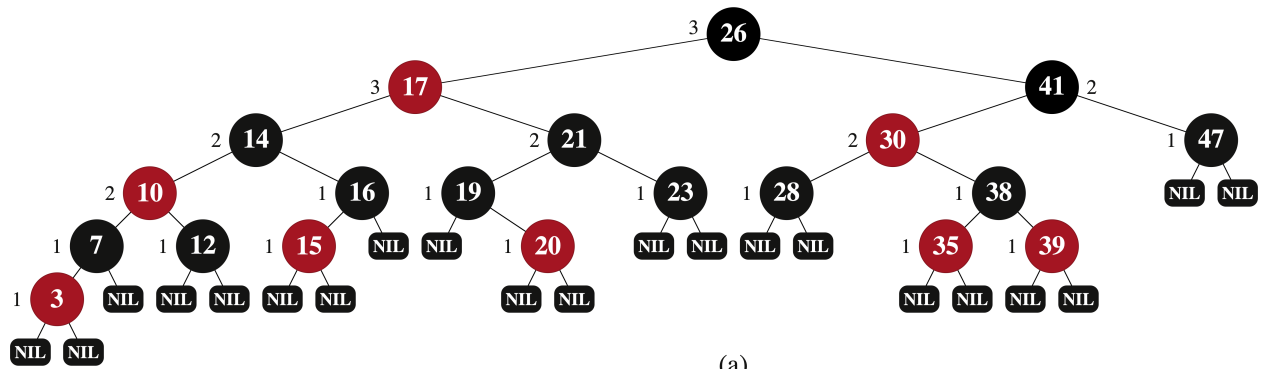 3 26
3 17 41 2
2 14 2 21 2 30 1 47
2 10 1 16 1 19 1 23 1 28 1 38 NIL NIL
1 7 1 12 1 15 NIL NIL 1 20 NIL NIL NIL NIL 1 35 1 39
1 3 NIL NIL NIL NIL NIL NIL NIL NIL NIL NIL NIL
NIL NIL
(a)